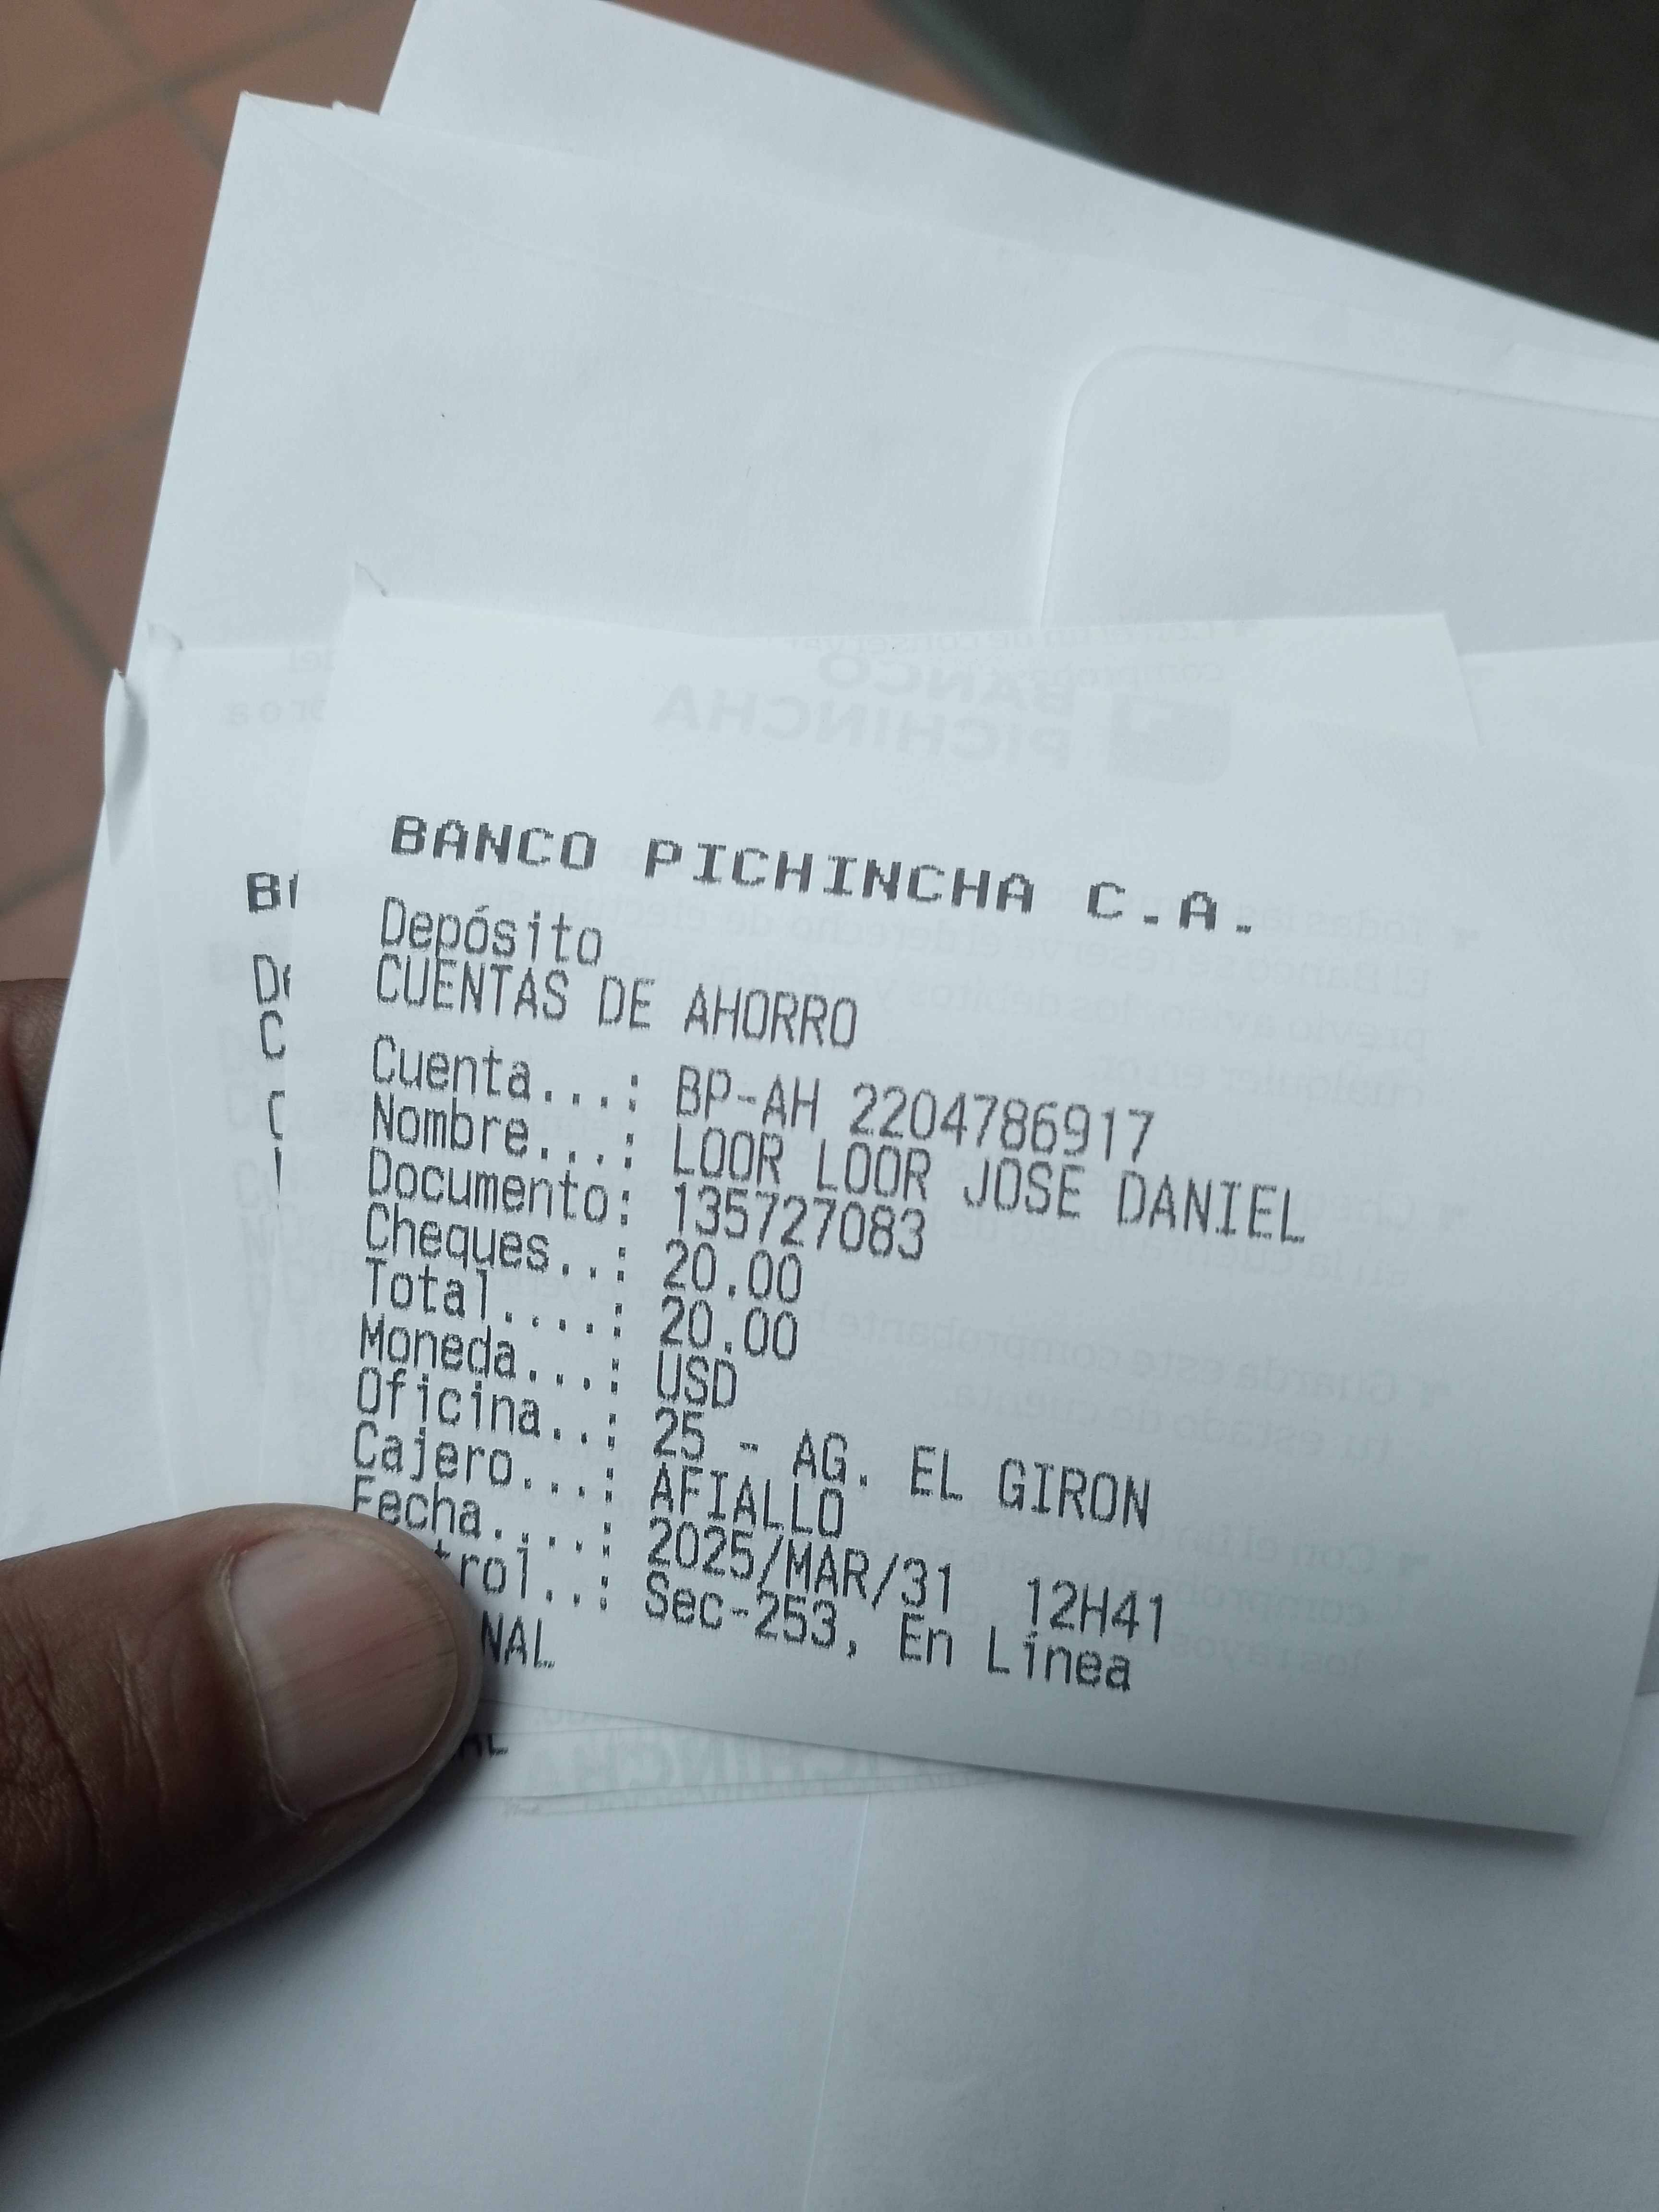 BANCO PICHINCHA C.A.
Depósito
CUENTAS DE AHORRO
Cuenta...: BP-AH 2204786917
Nombre...: LOOR LOOR JOSE DANIEL
Documento: 135727083
Cheques..: 20.00
Total....: 20.00
Moneda...: USD
Oficina..: 25 - AG. EL GIRON
Cajero...: AFIALLO
Fecha....: 2025/MAR/31 12H41
trol..: Sec-253, En Línea
NAL
BANCO
PICHINCHA